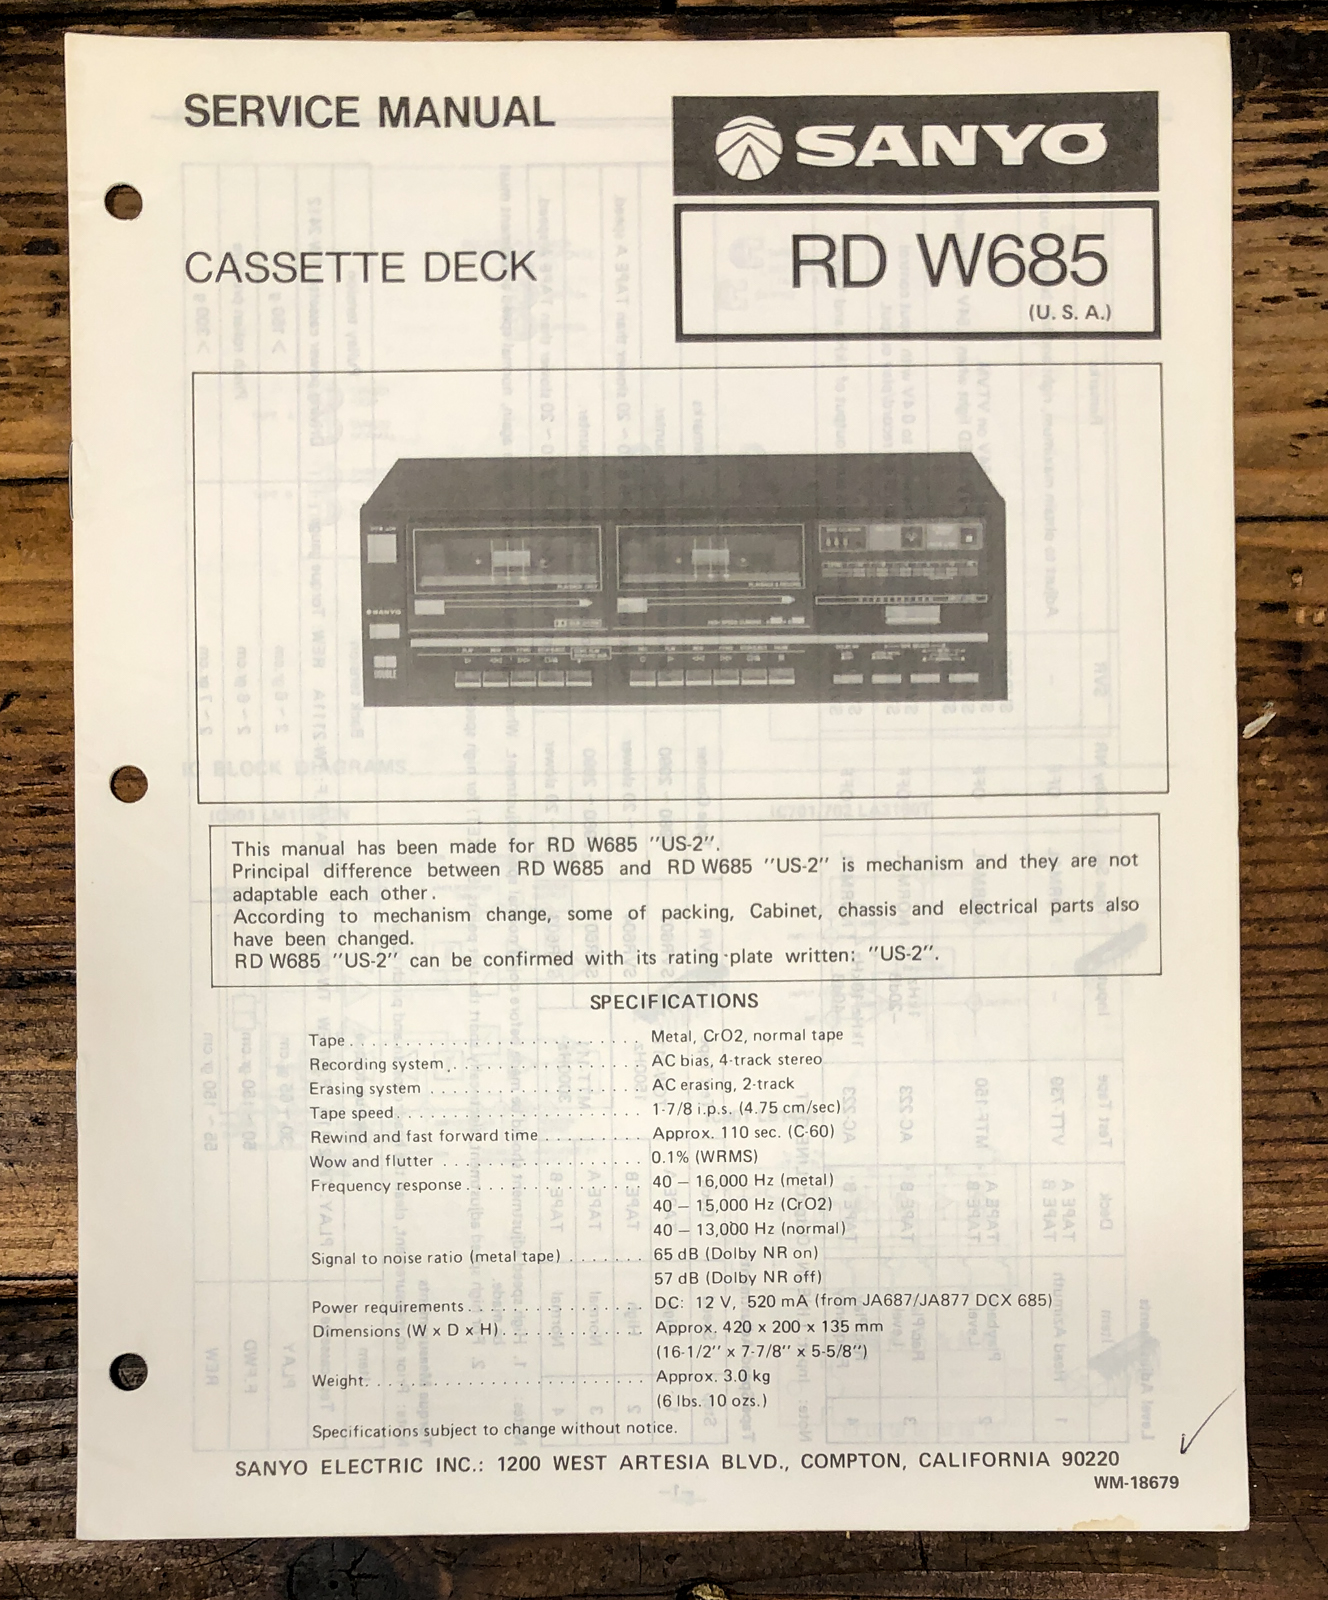 SERVICE MANUAL
SANYO
CASSETTE DECK
RD W685
(U. S. A.)
SANYO
DOUBLE
This manual has been made for RD W685 "US-2".
Principal difference between RD W685 and RD W685 "US-2" is mechanism and they are not
adaptable each other.
According to mechanism change, some of packing, Cabinet, chassis and electrical parts also
have been changed.
RD W685 "US-2" can be confirmed with its rating plate written: "US-2".
SPECIFICATIONS
Tape . . . . . . . . . . . . . . . . . . . . . . . . Metal, CrO2, normal tape
Recording system . . . . . . . . . . . . . . . . AC bias, 4-track stereo
Erasing system . . . . . . . . . . . . . . . . . . AC erasing, 2-track
Tape speed . . . . . . . . . . . . . . . . . . . . 1-7/8 i.p.s. (4.75 cm/sec)
Rewind and fast forward time . . . . . . . . . Approx. 110 sec. (C-60)
Wow and flutter . . . . . . . . . . . . . . . . . 0.1% (WRMS)
Frequency response . . . . . . . . . . . . . . . 40 – 16,000 Hz (metal)
40 – 15,000 Hz (CrO2)
40 – 13,000 Hz (normal)
Signal to noise ratio (metal tape) . . . . . . . 65 dB (Dolby NR on)
57 dB (Dolby NR off)
Power requirements . . . . . . . . . . . . . . . DC: 12 V, 520 mA (from JA687/JA877 DCX 685)
Dimensions (W x D x H) . . . . . . . . . . . . Approx. 420 x 200 x 135 mm
(16-1/2" x 7-7/8" x 5-5/8")
Weight . . . . . . . . . . . . . . . . . . . . . . . Approx. 3.0 kg
(6 lbs. 10 ozs.)
Specifications subject to change without notice.
SANYO ELECTRIC INC.: 1200 WEST ARTESIA BLVD., COMPTON, CALIFORNIA 90220
WM-18679